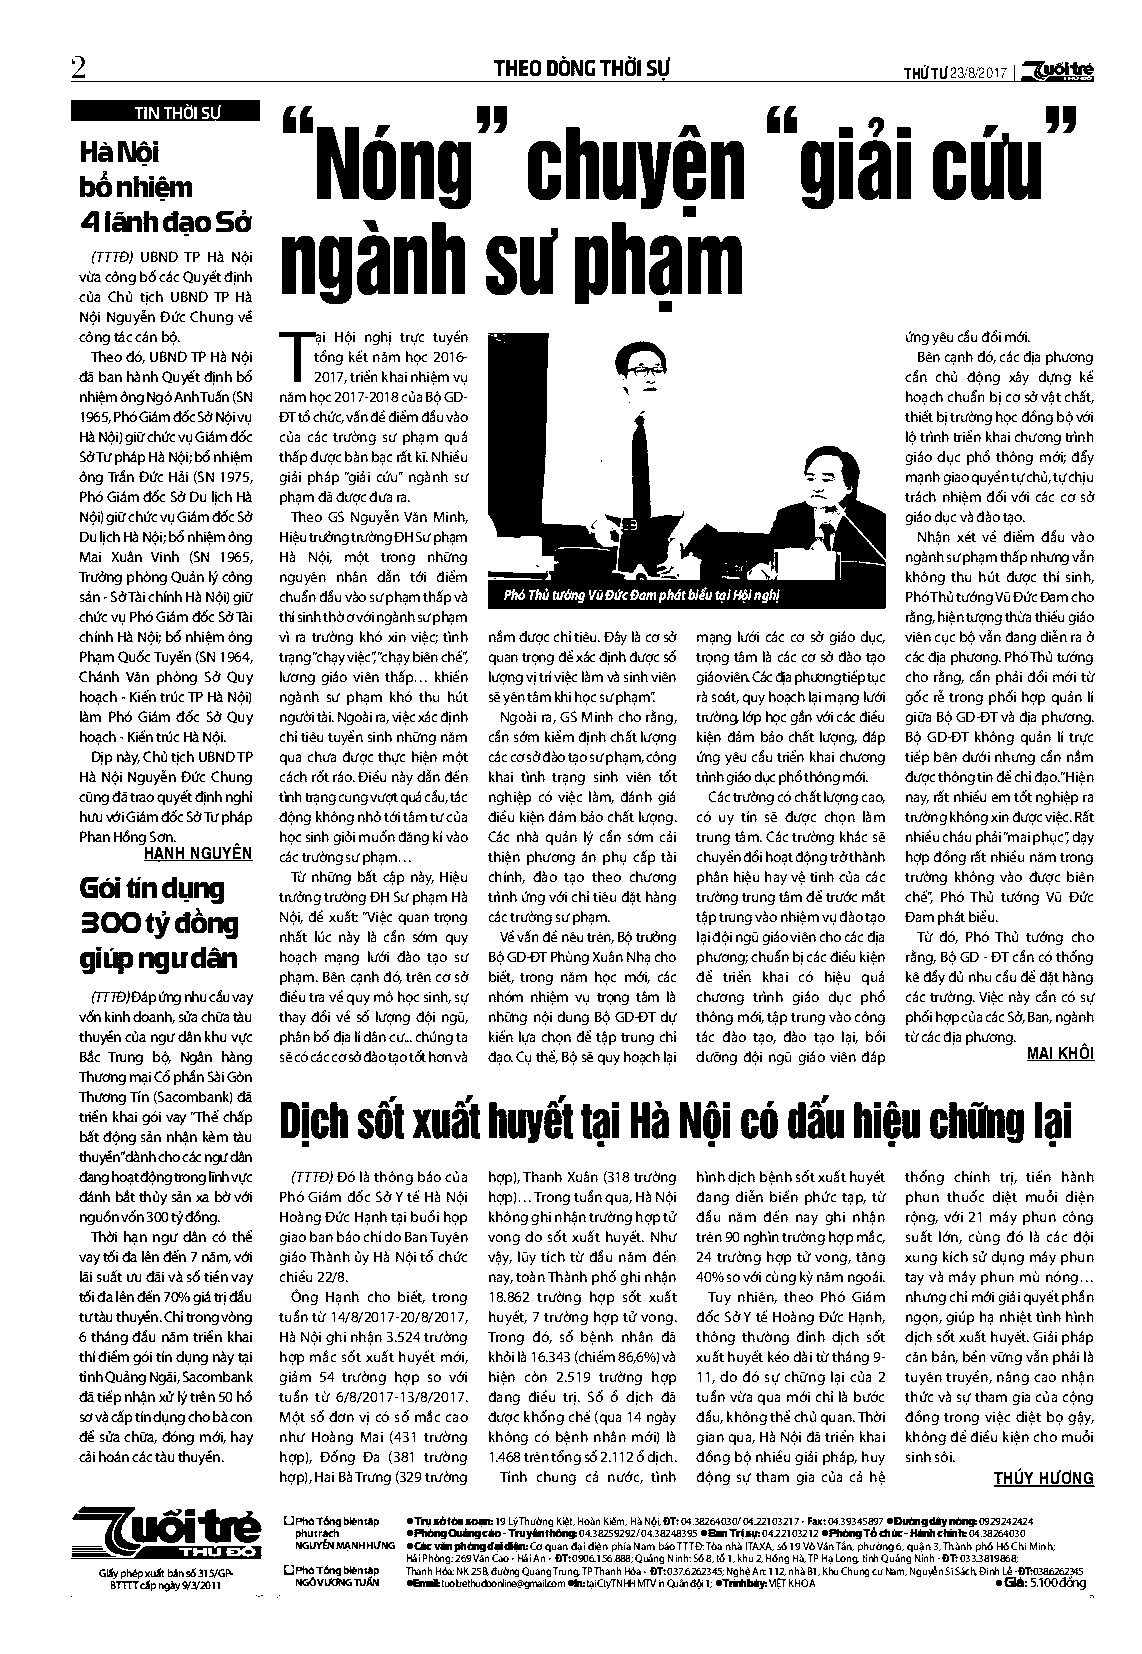 2
THEO DÒNG THỜI SỰ
THỨ TƯ 23/8/2017
Tuổi trẻ
THỦ ĐÔ
TIN THỜI SỰ
Hà Nội
bổ nhiệm
4 lãnh đạo Sở
(TTTĐ) UBND TP Hà Nội
vừa công bố các Quyết định
của Chủ tịch UBND TP Hà
Nội Nguyễn Đức Chung về
công tác cán bộ.
Theo đó, UBND TP Hà Nội
đã ban hành Quyết định bổ
nhiệm ông Ngô Anh Tuấn (SN
1965, Phó Giám đốc Sở Nội vụ
Hà Nội) giữ chức vụ Giám đốc
Sở Tư pháp Hà Nội; bổ nhiệm
ông Trần Đức Hải (SN 1975,
Phó Giám đốc Sở Du lịch Hà
Nội) giữ chức vụ Giám đốc Sở
Du lịch Hà Nội; bổ nhiệm ông
Mai Xuân Vinh (SN 1965,
Trưởng phòng Quản lý công
sản - Sở Tài chính Hà Nội) giữ
chức vụ Phó Giám đốc Sở Tài
chính Hà Nội; bổ nhiệm ông
Phạm Quốc Tuyến (SN 1964,
Chánh Văn phòng Sở Quy
hoạch - Kiến trúc TP Hà Nội)
làm Phó Giám đốc Sở Quy
hoạch - Kiến trúc Hà Nội.
Dịp này, Chủ tịch UBND TP
Hà Nội Nguyễn Đức Chung
cũng đã trao quyết định nghỉ
hưu với Giám đốc Sở Tư pháp
Phan Hồng Sơn.
HẠNH NGUYÊN
Gói tín dụng
300 tỷ đồng
giúp ngư dân
(TTTĐ) Đáp ứng nhu cầu vay
vốn kinh doanh, sửa chữa tàu
thuyền của ngư dân khu vực
Bắc Trung bộ, Ngân hàng
Thương mại Cổ phần Sài Gòn
Thương Tín (Sacombank) đã
triển khai gói vay "Thế chấp
bất động sản nhận kèm tàu
thuyền" dành cho các ngư dân
đang hoạt động trong lĩnh vực
đánh bắt thủy sản xa bờ với
nguồn vốn 300 tỷ đồng.
Thời hạn ngư dân có thể
vay tối đa lên đến 7 năm, với
lãi suất ưu đãi và số tiền vay
tối đa lên đến 70% giá trị đầu
tư tàu thuyền. Chỉ trong vòng
6 tháng đầu năm triển khai
thí điểm gói tín dụng này tại
tỉnh Quảng Ngãi, Sacombank
đã tiếp nhận xử lý trên 50 hồ
sơ và cấp tín dụng cho bà con
để sửa chữa, đóng mới, hay
cải hoán các tàu thuyền.
"Nóng" chuyện "giải cứu"
ngành sư phạm
Tại Hội nghị trực tuyến
tổng kết năm học 2016-
2017, triển khai nhiệm vụ
năm học 2017-2018 của Bộ GD-
ĐT tổ chức, vấn đề điểm đầu vào
của các trường sư phạm quá
thấp được bàn bạc rất kĩ. Nhiều
giải pháp "giải cứu" ngành sư
phạm đã được đưa ra.
Theo GS Nguyễn Văn Minh,
Hiệu trưởng trường ĐH Sư phạm
Hà Nội, một trong những
nguyên nhân dẫn tới điểm
chuẩn đầu vào sư phạm thấp và
thí sinh thờ ơ với ngành sư phạm
vì ra trường khó xin việc; tình
trạng "chạy việc", "chạy biên chế",
lương giáo viên thấp… khiến
ngành sư phạm khó thu hút
người tài. Ngoài ra, việc xác định
chỉ tiêu tuyển sinh những năm
qua chưa được thực hiện một
cách rốt ráo. Điều này dẫn đến
tình trạng cung vượt quá cầu, tác
động không nhỏ tới tâm tư của
học sinh giỏi muốn đăng kí vào
các trường sư phạm…
Từ những bất cập này, Hiệu
trưởng trường ĐH Sư phạm Hà
Nội, đề xuất: "Việc quan trọng
nhất lúc này là cần sớm quy
hoạch mạng lưới đào tạo sư
phạm. Bên cạnh đó, trên cơ sở
điều tra về quy mô học sinh, sự
thay đổi về số lượng đội ngũ,
phân bổ địa lí dân cư... chúng ta
sẽ có các cơ sở đào tạo tốt hơn và
Phó Thủ tướng Vũ Đức Đam phát biểu tại Hội nghị
nắm được chỉ tiêu. Đây là cơ sở
quan trọng để xác định được số
lượng vị trí việc làm và sinh viên
sẽ yên tâm khi học sư phạm".
Ngoài ra, GS Minh cho rằng,
cần sớm kiểm định chất lượng
các cơ sở đào tạo sư phạm, công
khai tình trạng sinh viên tốt
nghiệp có việc làm, đánh giá
điều kiện đảm bảo chất lượng.
Các nhà quản lý cần sớm cải
thiện phương án phụ cấp tài
chính, đào tạo theo chương
trình ứng với chỉ tiêu đặt hàng
các trường sư phạm.
Về vấn đề nêu trên, Bộ trưởng
Bộ GD-ĐT Phùng Xuân Nhạ cho
biết, trong năm học mới, các
nhóm nhiệm vụ trọng tâm là
những nội dung Bộ GD-ĐT dự
kiến lựa chọn để tập trung chỉ
đạo. Cụ thể, Bộ sẽ quy hoạch lại
mạng lưới các cơ sở giáo dục,
trọng tâm là các cơ sở đào tạo
giáo viên. Các địa phương tiếp tục
rà soát, quy hoạch lại mạng lưới
trường, lớp học gắn với các điều
kiện đảm bảo chất lượng, đáp
ứng yêu cầu triển khai chương
trình giáo dục phổ thông mới.
Các trường có chất lượng cao,
có uy tín sẽ được chọn làm
trung tâm. Các trường khác sẽ
chuyển đổi hoạt động trở thành
phân hiệu hay vệ tinh của các
trường trung tâm để trước mắt
tập trung vào nhiệm vụ đào tạo
lại đội ngũ giáo viên cho các địa
phương; chuẩn bị các điều kiện
để triển khai có hiệu quả
chương trình giáo dục phổ
thông mới, tập trung vào công
tác đào tạo, đào tạo lại, bồi
dưỡng đội ngũ giáo viên đáp
ứng yêu cầu đổi mới.
Bên cạnh đó, các địa phương
cần chủ động xây dựng kế
hoạch chuẩn bị cơ sở vật chất,
thiết bị trường học đồng bộ với
lộ trình triển khai chương trình
giáo dục phổ thông mới; đẩy
mạnh giao quyền tự chủ, tự chịu
trách nhiệm đối với các cơ sở
giáo dục và đào tạo.
Nhận xét về điểm đầu vào
ngành sư phạm thấp nhưng vẫn
không thu hút được thí sinh,
Phó Thủ tướng Vũ Đức Đam cho
rằng, hiện tượng thừa thiếu giáo
viên cục bộ vẫn đang diễn ra ở
các địa phương. Phó Thủ tướng
cho rằng, cần phải đổi mới từ
gốc rễ trong phối hợp quản lí
giữa Bộ GD-ĐT và địa phương.
Bộ GD-ĐT không quản lí trực
tiếp bên dưới nhưng cần nắm
được thông tin để chỉ đạo. "Hiện
nay, rất nhiều em tốt nghiệp ra
trường không xin được việc. Rất
nhiều cháu phải "mai phục", dạy
hợp đồng rất nhiều năm trong
trường không vào được biên
chế", Phó Thủ tướng Vũ Đức
Đam phát biểu.
Từ đó, Phó Thủ tướng cho
rằng, Bộ GD - ĐT cần có thống
kê đầy đủ nhu cầu để đặt hàng
các trường. Việc này cần có sự
phối hợp của các Sở, Ban, ngành
từ các địa phương.
MAI KHÔI
Dịch sốt xuất huyết tại Hà Nội có dấu hiệu chững lại
(TTTĐ) Đó là thông báo của
Phó Giám đốc Sở Y tế Hà Nội
Hoàng Đức Hạnh tại buổi họp
giao ban báo chí do Ban Tuyên
giáo Thành ủy Hà Nội tổ chức
chiều 22/8.
Ông Hạnh cho biết, trong
tuần từ 14/8/2017-20/8/2017,
Hà Nội ghi nhận 3.524 trường
hợp mắc sốt xuất huyết mới,
giảm 54 trường hợp so với
tuần từ 6/8/2017-13/8/2017.
Một số đơn vị có số mắc cao
như Hoàng Mai (431 trường
hợp), Đống Đa (381 trường
hợp), Hai Bà Trưng (329 trường
hợp), Thanh Xuân (318 trường
hợp)… Trong tuần qua, Hà Nội
không ghi nhận trường hợp tử
vong do sốt xuất huyết. Như
vậy, lũy tích từ đầu năm đến
nay, toàn Thành phố ghi nhận
18.862 trường hợp sốt xuất
huyết, 7 trường hợp tử vong.
Trong đó, số bệnh nhân đã
khỏi là 16.343 (chiếm 86,6%) và
hiện còn 2.519 trường hợp
đang điều trị. Số ổ dịch đã
được khống chế (qua 14 ngày
không có bệnh nhân mới) là
1.468 trên tổng số 2.112 ổ dịch.
Tính chung cả nước, tình
hình dịch bệnh sốt xuất huyết
đang diễn biến phức tạp, từ
đầu năm đến nay ghi nhận
trên 90 nghìn trường hợp mắc,
24 trường hợp tử vong, tăng
40% so với cùng kỳ năm ngoái.
Tuy nhiên, theo Phó Giám
đốc Sở Y tế Hoàng Đức Hạnh,
thông thường đỉnh dịch sốt
xuất huyết kéo dài từ tháng 9-
11, do đó sự chững lại của 2
tuần vừa qua mới chỉ là bước
đầu, không thể chủ quan. Thời
gian qua, Hà Nội đã triển khai
đồng bộ nhiều giải pháp, huy
động sự tham gia của cả hệ
thống chính trị, tiến hành
phun thuốc diệt muỗi diện
rộng, với 21 máy phun công
suất lớn, cùng đó là các đội
xung kích sử dụng máy phun
tay và máy phun mù nóng…
nhưng chỉ mới giải quyết phần
ngọn, giúp hạ nhiệt tình hình
dịch sốt xuất huyết. Giải pháp
căn bản, bền vững vẫn phải là
tuyên truyền, nâng cao nhận
thức và sự tham gia của cộng
đồng trong việc diệt bọ gậy,
không để điều kiện cho muỗi
sinh sôi.
THÚY HƯƠNG
Tuổi trẻ
THỦ ĐÔ
Giấy phép xuất bản số 315/GP-
BTTTT cấp ngày 9/3/2011
Phó Tổng biên tập
phụ trách
NGUYỄN MẠNH HƯNG
Phó Tổng biên tập
NGÔ VƯƠNG TUẤN
●Trụ sở tòa soạn: 19 Lý Thường Kiệt, Hoàn Kiếm, Hà Nội, ĐT: 04.38264030/ 04.22103217 - Fax: 04.39345897 ●Đường dây nóng: 0929242424
●Phòng Quảng cáo - Truyền thông: 04.38259292/ 04.38248395 ●Ban Trị sự: 04.22103212 ●Phòng Tổ chức - Hành chính: 04.38264030
●Các văn phòng đại diện: Cơ quan đại diện phía Nam báo TTTĐ: Tòa nhà ITAXA, số 19 Võ Văn Tần, phường 6, quận 3, Thành phố Hồ Chí Minh;
Hải Phòng: 269 Văn Cao - Hải An - ĐT: 0906.156.888; Quảng Ninh: Số 8, tổ 1, khu 2, Hồng Hà, TP Hạ Long, tỉnh Quảng Ninh - ĐT: 033.3819868;
Thanh Hóa: NK 25B, đường Quang Trung, TP Thanh Hóa - ĐT: 037.6.262345; Nghệ An: 112, nhà B1, Khu Chung cư Nam, Nguyễn Sĩ Sách, Đinh Lễ -ĐT:038.6262345
●Email: tuoitrethudoonline@gmail.com ●In: tại Cty TNHH MTV in Quân đội 1; ●Trình bày: VIỆT KHOA
●Giá: 5.100 đồng